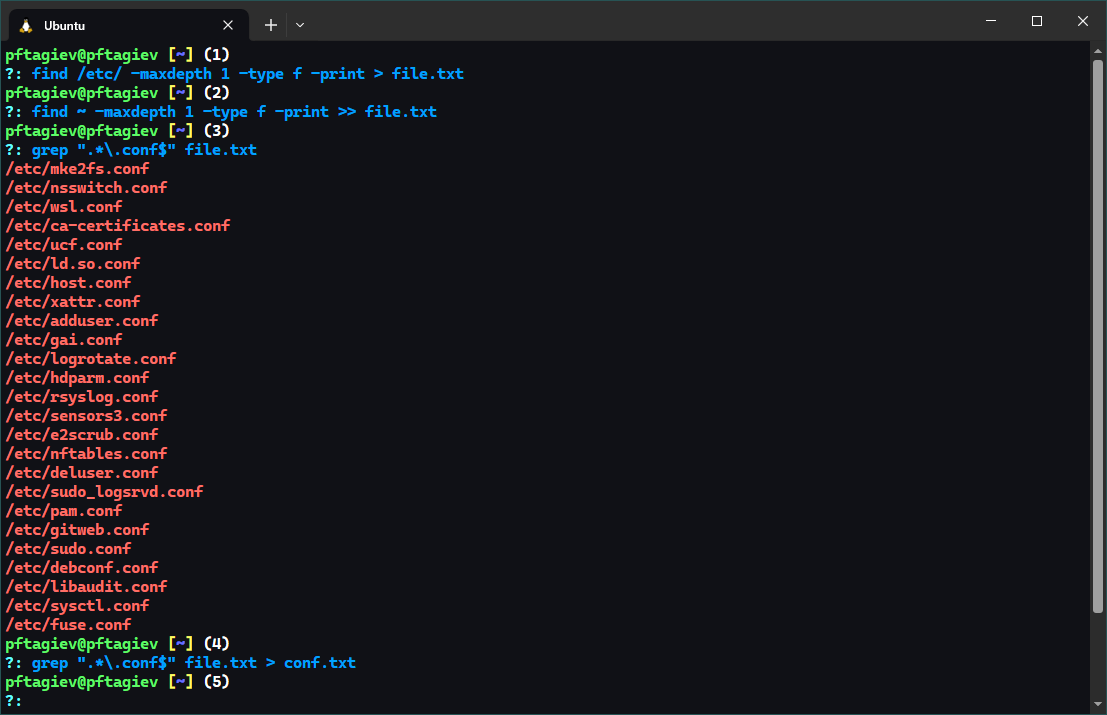 Ubuntu
pftagiev@pftagiev [~] (1)
?: find /etc/ -maxdepth 1 -type f -print > file.txt
pftagiev@pftagiev [~] (2)
?: find ~ -maxdepth 1 -type f -print >> file.txt
pftagiev@pftagiev [~] (3)
?: grep ".*\.conf$" file.txt
/etc/mke2fs.conf
/etc/nsswitch.conf
/etc/wsl.conf
/etc/ca-certificates.conf
/etc/ucf.conf
/etc/ld.so.conf
/etc/host.conf
/etc/xattr.conf
/etc/adduser.conf
/etc/gai.conf
/etc/logrotate.conf
/etc/hdparm.conf
/etc/rsyslog.conf
/etc/sensors3.conf
/etc/e2scrub.conf
/etc/nftables.conf
/etc/deluser.conf
/etc/sudo_logsrvd.conf
/etc/pam.conf
/etc/gitweb.conf
/etc/sudo.conf
/etc/debconf.conf
/etc/libaudit.conf
/etc/sysctl.conf
/etc/fuse.conf
pftagiev@pftagiev [~] (4)
?: grep ".*\.conf$" file.txt > conf.txt
pftagiev@pftagiev [~] (5)
?: